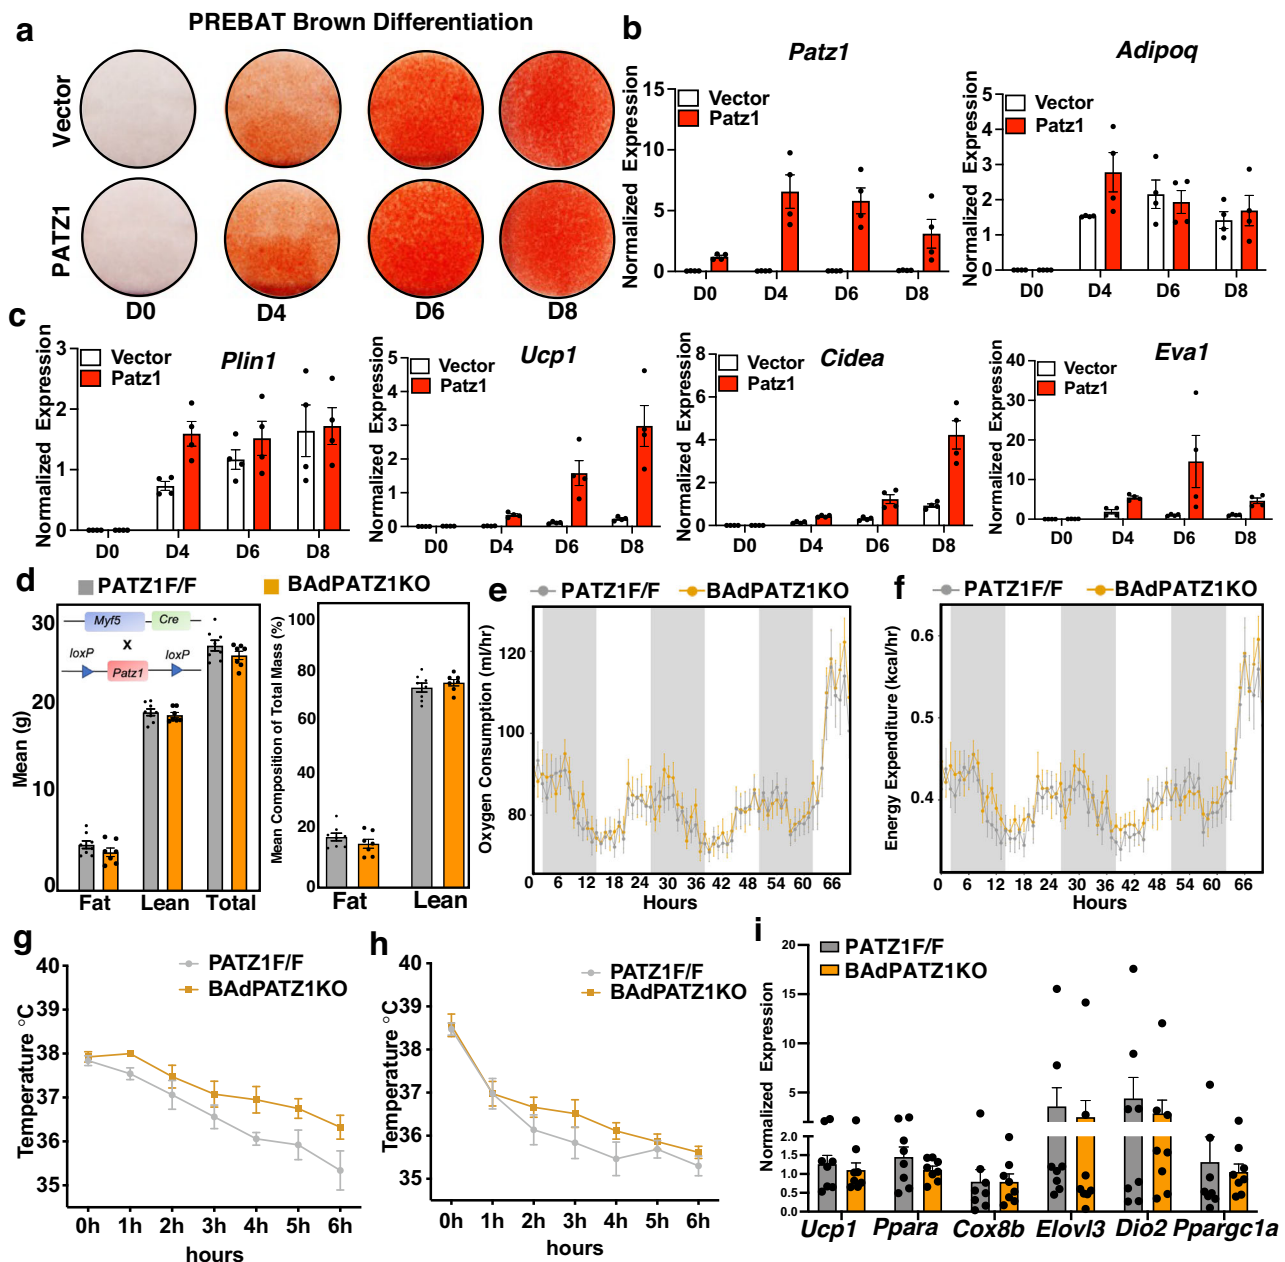 a
PREBAT Brown Differentiation
Vector
PATZ1
D0 D4 D6 D8
b
Patz1
Normalized Expression
Vector
Patz1
15
10
5
0
D0 D4 D6 D8
Adipoq
Normalized Expression
Vector
Patz1
5
4
3
2
1
0
D0 D4 D6 D8
c
Plin1
Normalized Expression
Vector
Patz1
3
2
1
0
D0 D4 D6 D8
Ucp1
Normalized Expression
Vector
Patz1
5
4
3
2
1
0
D0 D4 D6 D8
Cidea
Normalized Expression
Vector
Patz1
8
6
4
2
0
D0 D4 D6 D8
Eva1
Normalized Expression
Vector
Patz1
40
30
20
10
0
D0 D4 D6 D8
d
PATZ1F/F BAdPATZ1KO
Mean (g)
30
20
10
0
Myf5 Cre
X
loxP loxP
Patz1
Fat Lean Total
Mean Composition of Total Mass (%)
100
80
60
40
20
0
Fat Lean
e
PATZ1F/F BAdPATZ1KO
Oxygen Consumption (ml/hr)
120
100
80
0 6 12 18 24 30 36 42 48 54 60 66
Hours
f
PATZ1F/F BAdPATZ1KO
Energy Expenditure (kcal/hr)
0.6
0.5
0.4
0 6 12 18 24 30 36 42 48 54 60 66
Hours
g
PATZ1F/F
BAdPATZ1KO
Temperature °C
40
39
38
37
36
35
0h 1h 2h 3h 4h 5h 6h
hours
h
PATZ1F/F
BAdPATZ1KO
Temperature °C
40
39
38
37
36
35
0h 1h 2h 3h 4h 5h 6h
hours
i
PATZ1F/F
BAdPATZ1KO
Normalized Expression
20
15
10
5
2.0
1.5
1.0
0.5
0.0
Ucp1 Ppara Cox8b Elovl3 Dio2 Ppargc1a